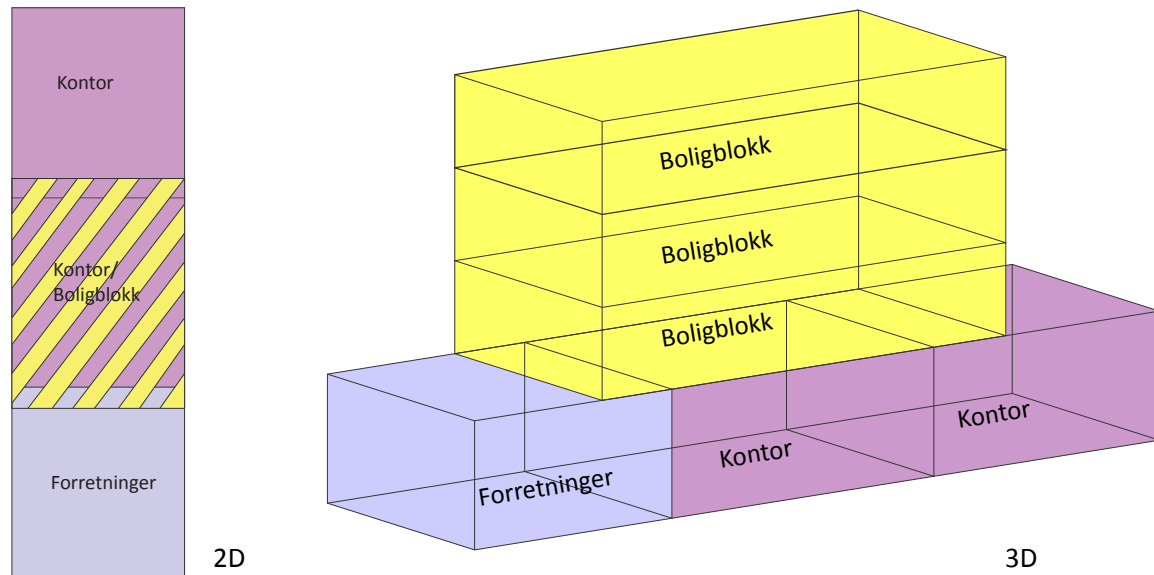 Kontor
Kontor/
Boligblokk
Forretninger
2D
Boligblokk
Boligblokk
Boligblokk
Kontor
Kontor
Forretninger
3D